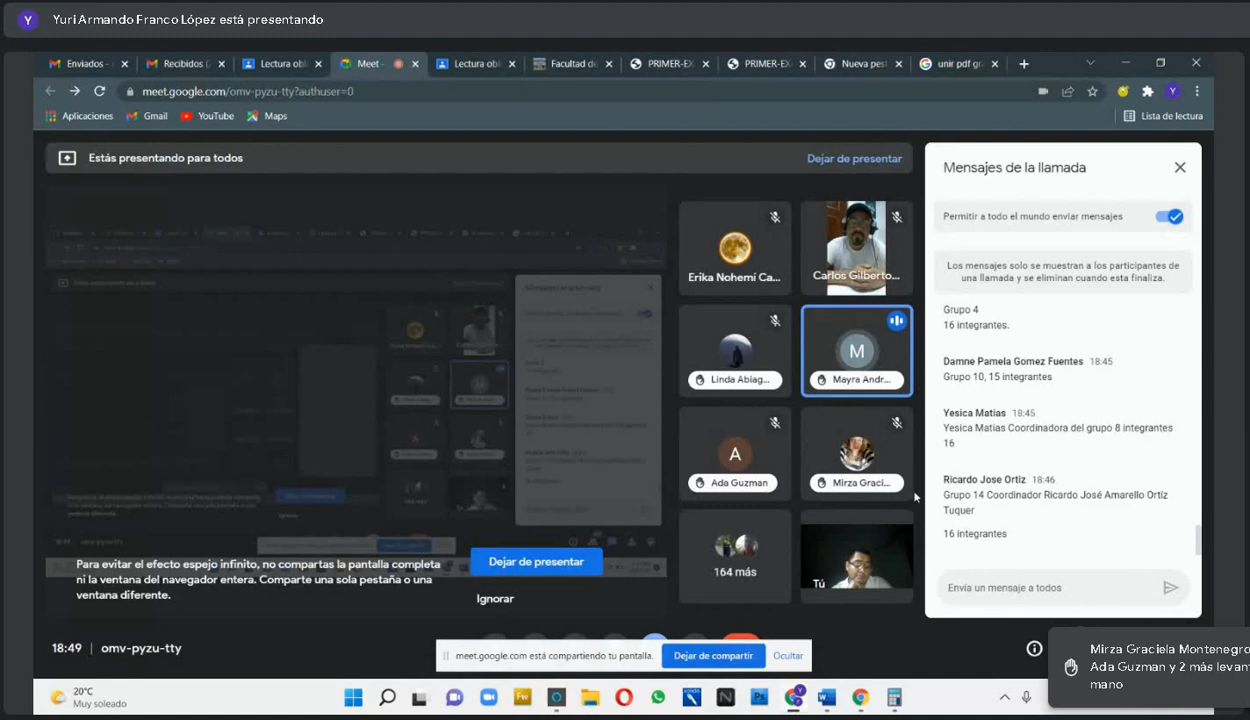 Y
Yuri Armando Franco López está presentando
Enviados -
Recibidos (
Lectura obl
Meet -
Lectura obl
Facultad de
PRIMER-EX
PRIMER-EX
Nueva pest
unir pdf gr
meet.google.com/omv-pyzu-tty?authuser=0
Y
Aplicaciones
Gmail
YouTube
Maps
Lista de lectura
Estás presentando para todos
Dejar de presentar
Erika Nohemi Ca...
Carlos Gilberto...
Linda Abiag...
M
Mayra Andr...
A
Ada Guzman
Mirza Graci...
164 más
Tú
Para evitar el efecto espejo infinito, no compartas la pantalla completa
ni la ventana del navegador entera. Comparte una sola pestaña o una
ventana diferente.
Dejar de presentar
Ignorar
Mensajes de la llamada
Permitir a todo el mundo enviar mensajes
Los mensajes solo se muestran a los participantes de
una llamada y se eliminan cuando esta finaliza.
Grupo 4
16 integrantes.
Damne Pamela Gomez Fuentes 18:45
Grupo 10, 15 integrantes
Yesica Matias 18:45
Yesica Matias Coordinadora del grupo 8 integrantes
16
Ricardo Jose Ortiz 18:46
Grupo 14 Coordinador Ricardo José Amarello Ortiz
Tuquer
16 integrantes
Envía un mensaje a todos
18:49 | omv-pyzu-tty
meet.google.com está compartiendo tu pantalla.
Dejar de compartir
Ocultar
Mirza Graciela Montenegro
Ada Guzman y 2 más levam
mano
20°C
Muy soleado